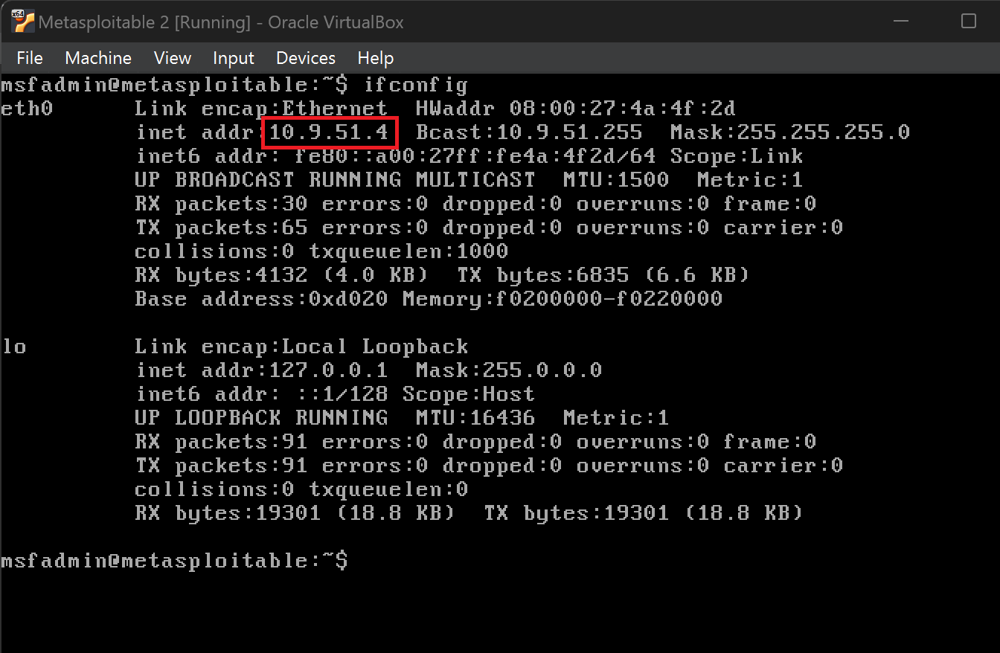 x64
Metasploitable 2 [Running] - Oracle VirtualBox
File Machine View Input Devices Help
msfadmin@metasploitable:~$ ifconfig
eth0 Link encap:Ethernet HWaddr 08:00:27:4a:4f:2d
inet addr:10.9.51.4 Bcast:10.9.51.255 Mask:255.255.255.0
inet6 addr: fe80::a00:27ff:fe4a:4f2d/64 Scope:Link
UP BROADCAST RUNNING MULTICAST MTU:1500 Metric:1
RX packets:30 errors:0 dropped:0 overruns:0 frame:0
TX packets:65 errors:0 dropped:0 overruns:0 carrier:0
collisions:0 txqueuelen:1000
RX bytes:4132 (4.0 KB) TX bytes:6835 (6.6 KB)
Base address:0xd020 Memory:f0200000-f0220000
lo Link encap:Local Loopback
inet addr:127.0.0.1 Mask:255.0.0.0
inet6 addr: ::1/128 Scope:Host
UP LOOPBACK RUNNING MTU:16436 Metric:1
RX packets:91 errors:0 dropped:0 overruns:0 frame:0
TX packets:91 errors:0 dropped:0 overruns:0 carrier:0
collisions:0 txqueuelen:0
RX bytes:19301 (18.8 KB) TX bytes:19301 (18.8 KB)
msfadmin@metasploitable:~$